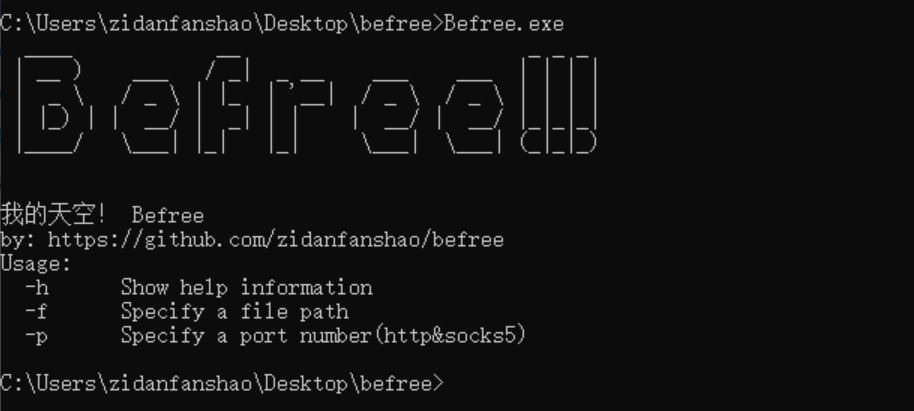 C:\Users\zidanfanshao\Desktop\befree>Befree.exe
Befree!!!
我的天空! Befree
by: https://github.com/zidanfanshao/befree
Usage:
-h Show help information
-f Specify a file path
-p Specify a port number(http&socks5)
C:\Users\zidanfanshao\Desktop\befree>